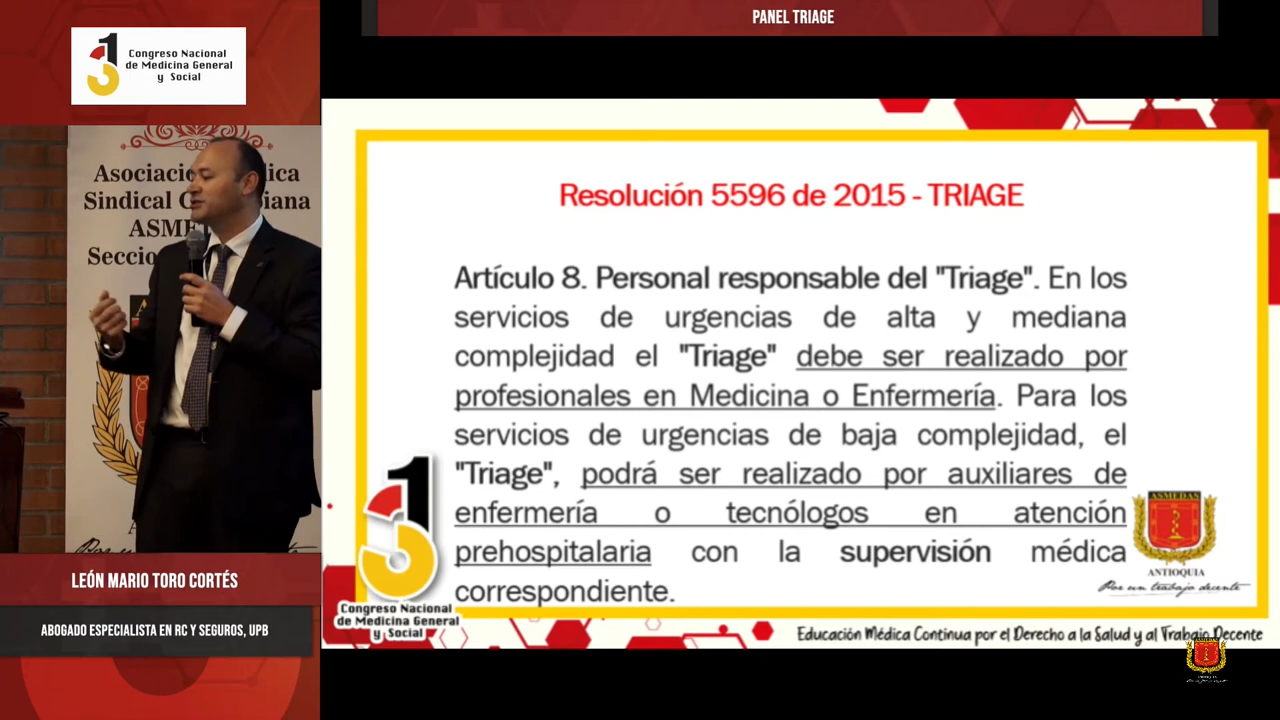 PANEL TRIAGE
31
Congreso Nacional
de Medicina General
y Social
Asociación Médica
Sindical Colombiana
ASME
Seccio
Resolución 5596 de 2015 - TRIAGE
Artículo 8. Personal responsable del "Triage". En los
servicios de urgencias de alta y mediana
complejidad el "Triage" debe ser realizado por
profesionales en Medicina o Enfermería. Para los
servicios de urgencias de baja complejidad, el
"Triage", podrá ser realizado por auxiliares de
enfermería o tecnólogos en atención
prehospitalaria con la supervisión médica
correspondiente.
31
Congreso Nacional
de Medicina General
y Social
ASMEDAS
ANTIOQUIA
Por un trabajo decente
Educación Médica Continua por el Derecho a la Salud y al Trabajo Decente
LEÓN MARIO TORO CORTÉS
ABOGADO ESPECIALISTA EN RC Y SEGUROS, UPB